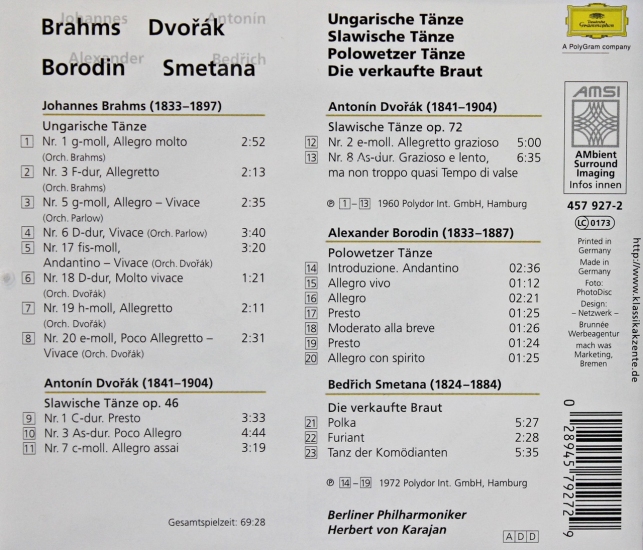 Johannes Antonín
Brahms Dvořák
Alexander Bedřich
Borodin Smetana
Johannes Brahms (1833–1897)
Ungarische Tänze
1 Nr. 1 g-moll, Allegro molto 2:52
(Orch. Brahms)
2 Nr. 3 F-dur, Allegretto 2:13
(Orch. Brahms)
3 Nr. 5 g-moll, Allegro – Vivace 2:35
(Orch. Parlow)
4 Nr. 6 D-dur, Vivace (Orch. Parlow) 3:40
5 Nr. 17 fis-moll, 3:20
Andantino – Vivace (Orch. Dvořák)
6 Nr. 18 D-dur, Molto vivace 1:21
(Orch. Dvořák)
7 Nr. 19 h-moll, Allegretto 2:11
(Orch. Dvořák)
8 Nr. 20 e-moll, Poco Allegretto – 2:31
Vivace (Orch. Dvořák)
Antonín Dvořák (1841–1904)
Slawische Tänze op. 46
9 Nr. 1 C-dur. Presto 3:33
10 Nr. 3 As-dur. Poco Allegro 4:44
11 Nr. 7 c-moll. Allegro assai 3:19
Gesamtspielzeit: 69:28
Ungarische Tänze
Slawische Tänze
Polowetzer Tänze
Die verkaufte Braut
Antonín Dvořák (1841–1904)
Slawische Tänze op. 72
12 Nr. 2 e-moll. Allegretto grazioso 5:00
13 Nr. 8 As-dur. Grazioso e lento, 6:35
ma non troppo quasi Tempo di valse
℗ 1–13 1960 Polydor Int. GmbH, Hamburg
Alexander Borodin (1833–1887)
Polowetzer Tänze
14 Introduzione. Andantino 02:36
15 Allegro vivo 01:12
16 Allegro 02:21
17 Presto 01:25
18 Moderato alla breve 01:26
19 Presto 01:24
20 Allegro con spirito 01:25
Bedřich Smetana (1824–1884)
Die verkaufte Braut
21 Polka 5:27
22 Furiant 2:28
23 Tanz der Komödianten 5:35
℗ 14–19 1972 Polydor Int. GmbH, Hamburg
Berliner Philharmoniker
Herbert von Karajan
ADD
Deutsche
Grammophon
A PolyGram company
AMSI
AMbient
Surround
Imaging
Infos innen
457 927-2
LC 0173
Printed in
Germany
Made in
Germany
Foto:
PhotoDisc
Design:
– Netzwerk –
Brunnée
Werbeagentur
mach was
Marketing,
Bremen
http://www.klassikakzente.de
0 28945 79272 9